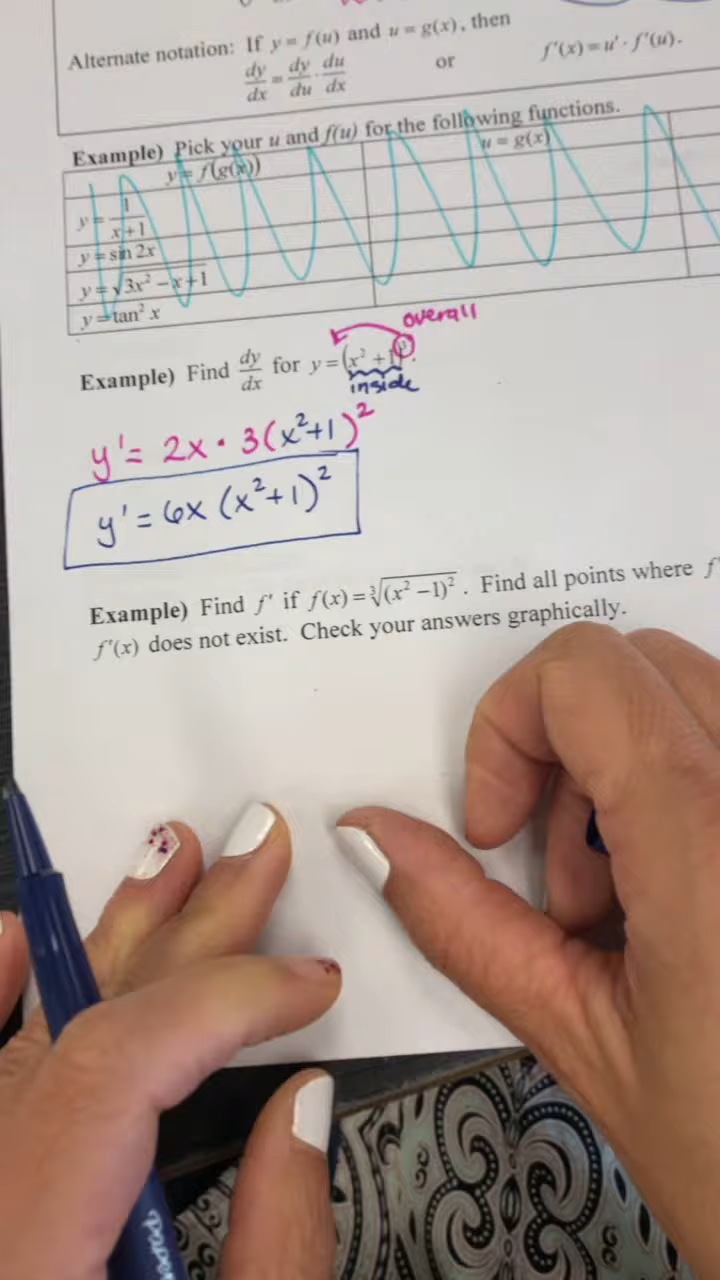 Alternate notation: If y = f(u) and u = g(x), then
dy/dx = dy/du · du/dx or f'(x) = u' · f'(u).
Example) Pick your u and f(u) for the following functions.
y = f(g(x)) u = g(x)
y = 1/(x+1)
y = sin 2x
y = √(3x² − x + 1)
y = tan² x
overall
Example) Find dy/dx for y = (x² + 1)³.
inside
y' = 2x · 3(x²+1)²
y' = 6x (x²+1)²
Example) Find f' if f(x) = ∛((x² − 1)²). Find all points where f'
f'(x) does not exist. Check your answers graphically.